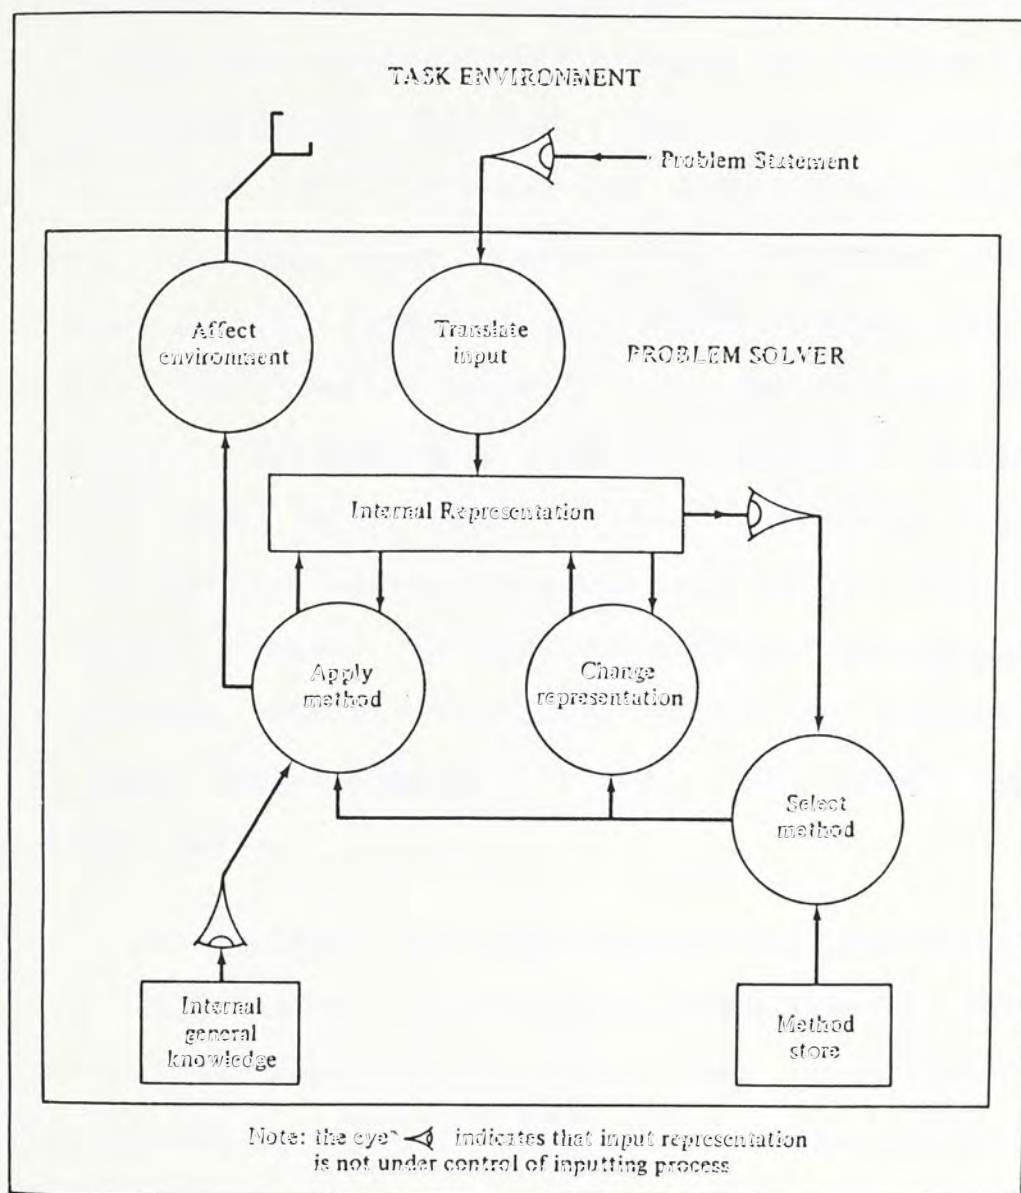 TASK ENVIRONMENT
Problem Statement
Affect
environment
Translate
input
PROBLEM SOLVER
Internal Representation
Apply
method
Change
representation
Select
method
Internal
general
knowledge
Method
store
Note: the eye indicates that input representation
is not under control of inputting process